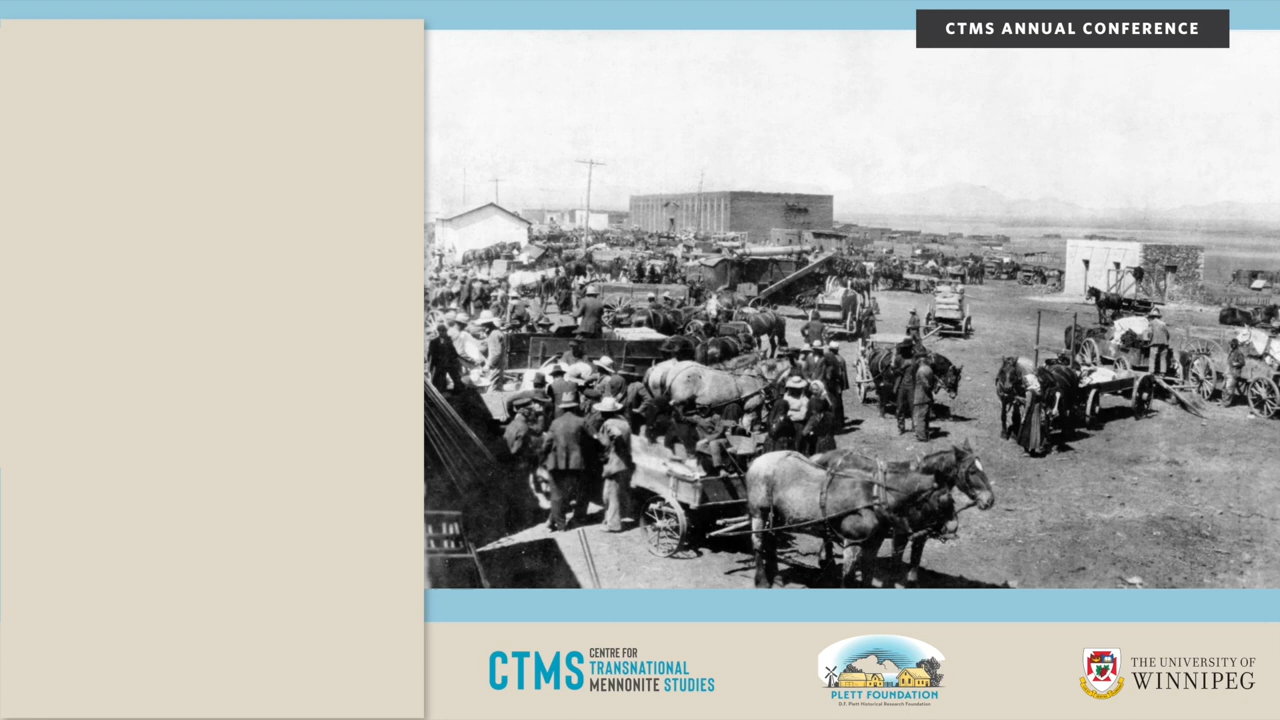 CTMS ANNUAL CONFERENCE
CTMS
CENTRE FOR
TRANSNATIONAL
MENNONITE STUDIES
PLETT FOUNDATION
D.F. Plett Historical Research Foundation
THE UNIVERSITY OF
WINNIPEG